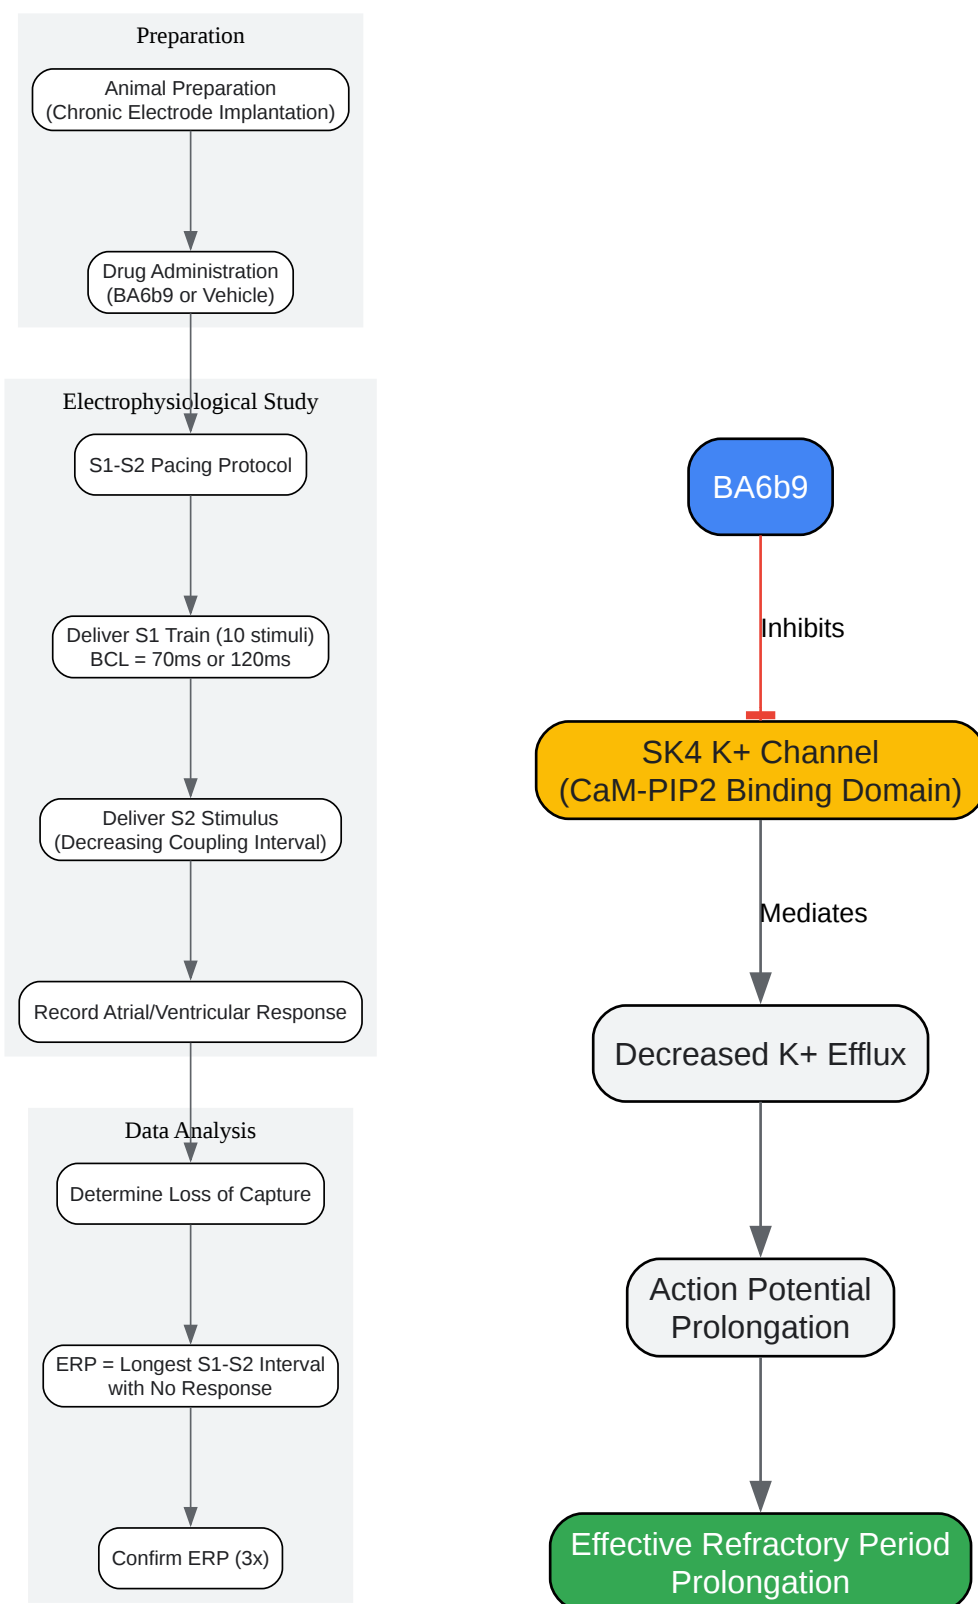 Preparation
Animal Preparation
(Chronic Electrode Implantation)
Drug Administration
(BA6b9 or Vehicle)
Electrophysiological Study
S1-S2 Pacing Protocol
Deliver S1 Train (10 stimuli)
BCL = 70ms or 120ms
Deliver S2 Stimulus
(Decreasing Coupling Interval)
Record Atrial/Ventricular Response
Data Analysis
Determine Loss of Capture
ERP = Longest S1-S2 Interval
with No Response
Confirm ERP (3x)
BA6b9
Inhibits
SK4 K+ Channel
(CaM-PIP2 Binding Domain)
Mediates
Decreased K+ Efflux
Action Potential
Prolongation
Effective Refractory Period
Prolongation